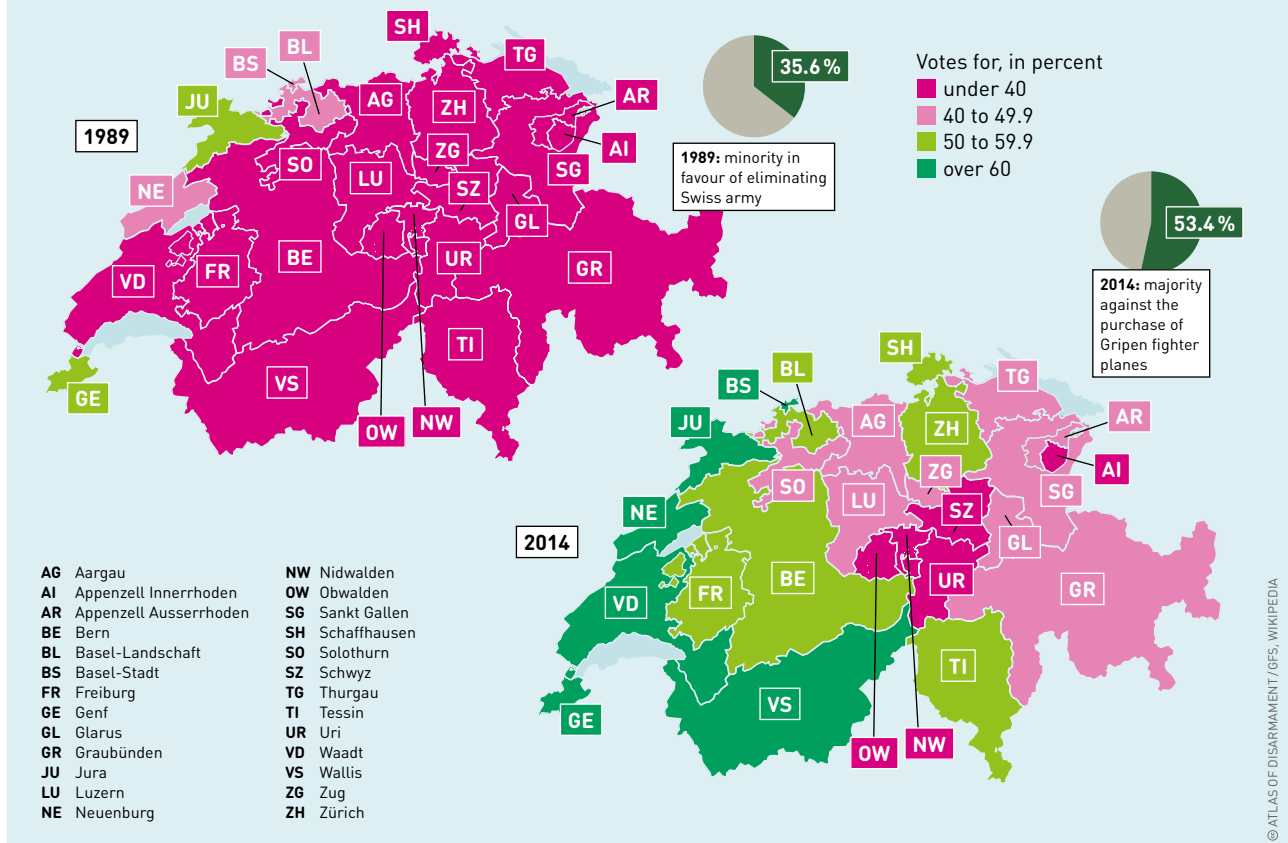 1989
SH
BL
BS
TG
JU
AG
ZH
AR
ZG
AI
SO
LU
SG
NE
SZ
GL
BE
UR
FR
GR
VD
TI
VS
GE
OW
NW
35.6 %
1989: minority in
favour of eliminating
Swiss army
Votes for, in percent
under 40
40 to 49.9
50 to 59.9
over 60
53.4 %
2014: majority
against the
purchase of
Gripen fighter
planes
2014
SH
BL
TG
BS
JU
AG
ZH
AR
ZG
AI
SO
SG
LU
NE
SZ
GL
BE
UR
FR
GR
VD
TI
VS
GE
OW
NW
AG Aargau
AI Appenzell Innerrhoden
AR Appenzell Ausserrhoden
BE Bern
BL Basel-Landschaft
BS Basel-Stadt
FR Freiburg
GE Genf
GL Glarus
GR Graubünden
JU Jura
LU Luzern
NE Neuenburg
NW Nidwalden
OW Obwalden
SG Sankt Gallen
SH Schaffhausen
SO Solothurn
SZ Schwyz
TG Thurgau
TI Tessin
UR Uri
VD Waadt
VS Wallis
ZG Zug
ZH Zürich
© ATLAS OF DISARMAMENT / GFS, WIKIPEDIA